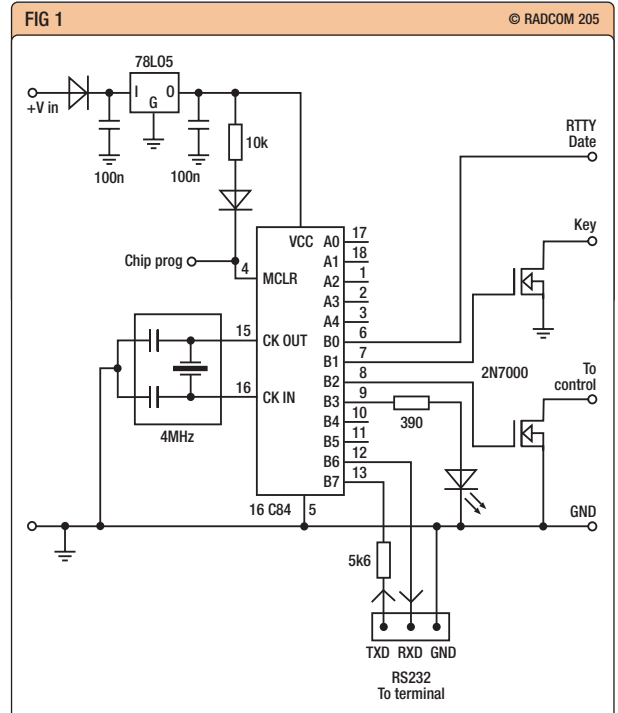 FIG 1
© RADCOM 205
78L05
I
O
G
+V in
100n
100n
10k
RTTY
Date
Key
Chip prog
4
VCC
MCLR
A0
17
A1
18
A2
1
A3
2
A4
3
B0
6
B1
7
B2
8
B3
9
B4
10
B5
11
B6
12
B7
13
15
CK OUT
16
CK IN
4MHz
2N7000
To
control
390
16 C84
5
GND
5k6
TXD RXD GND
RS232
To terminal